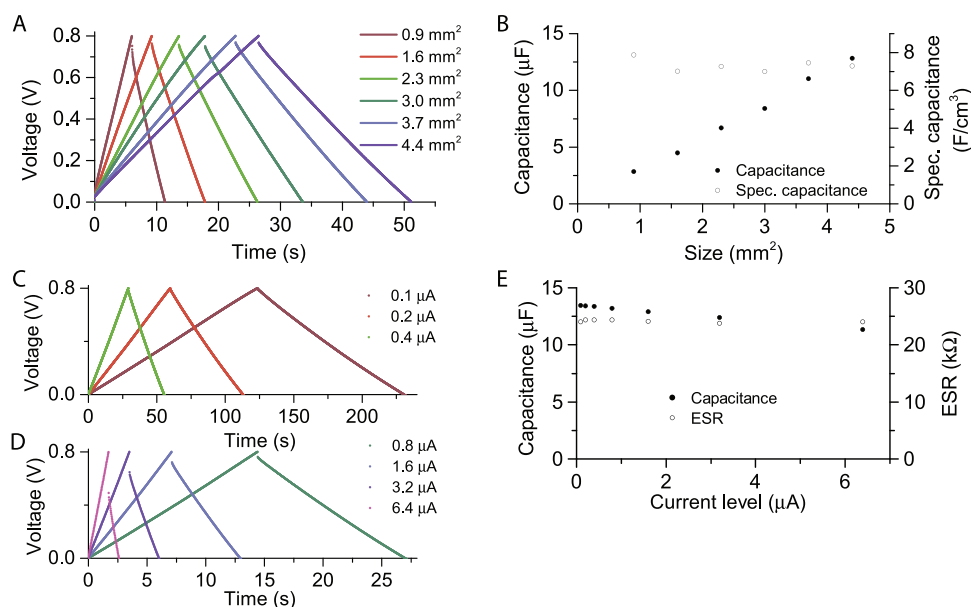 A
Voltage (V)
0.8
0.6
0.4
0.2
0.0
0 10 20 30 40 50
Time (s)
0.9 mm²
1.6 mm²
2.3 mm²
3.0 mm²
3.7 mm²
4.4 mm²
B
Capacitance (μF)
15
10
5
0
0 1 2 3 4 5
Size (mm²)
Capacitance
Spec. capacitance
8
6
4
2
0
Spec. capacitance
(F/cm³)
C
Voltage (V)
0.8
0.0
0 50 75 100 125 150 200
Time (s)
0.1 μA
0.2 μA
0.4 μA
D
Voltage (V)
0.8
0.0
0 5 10 15 20 25
Time (s)
0.8 μA
1.6 μA
3.2 μA
6.4 μA
E
Capacitance (μF)
15
10
5
0
0 2 4 6
Current level (μA)
Capacitance
ESR
30
20
10
0
ESR (kΩ)